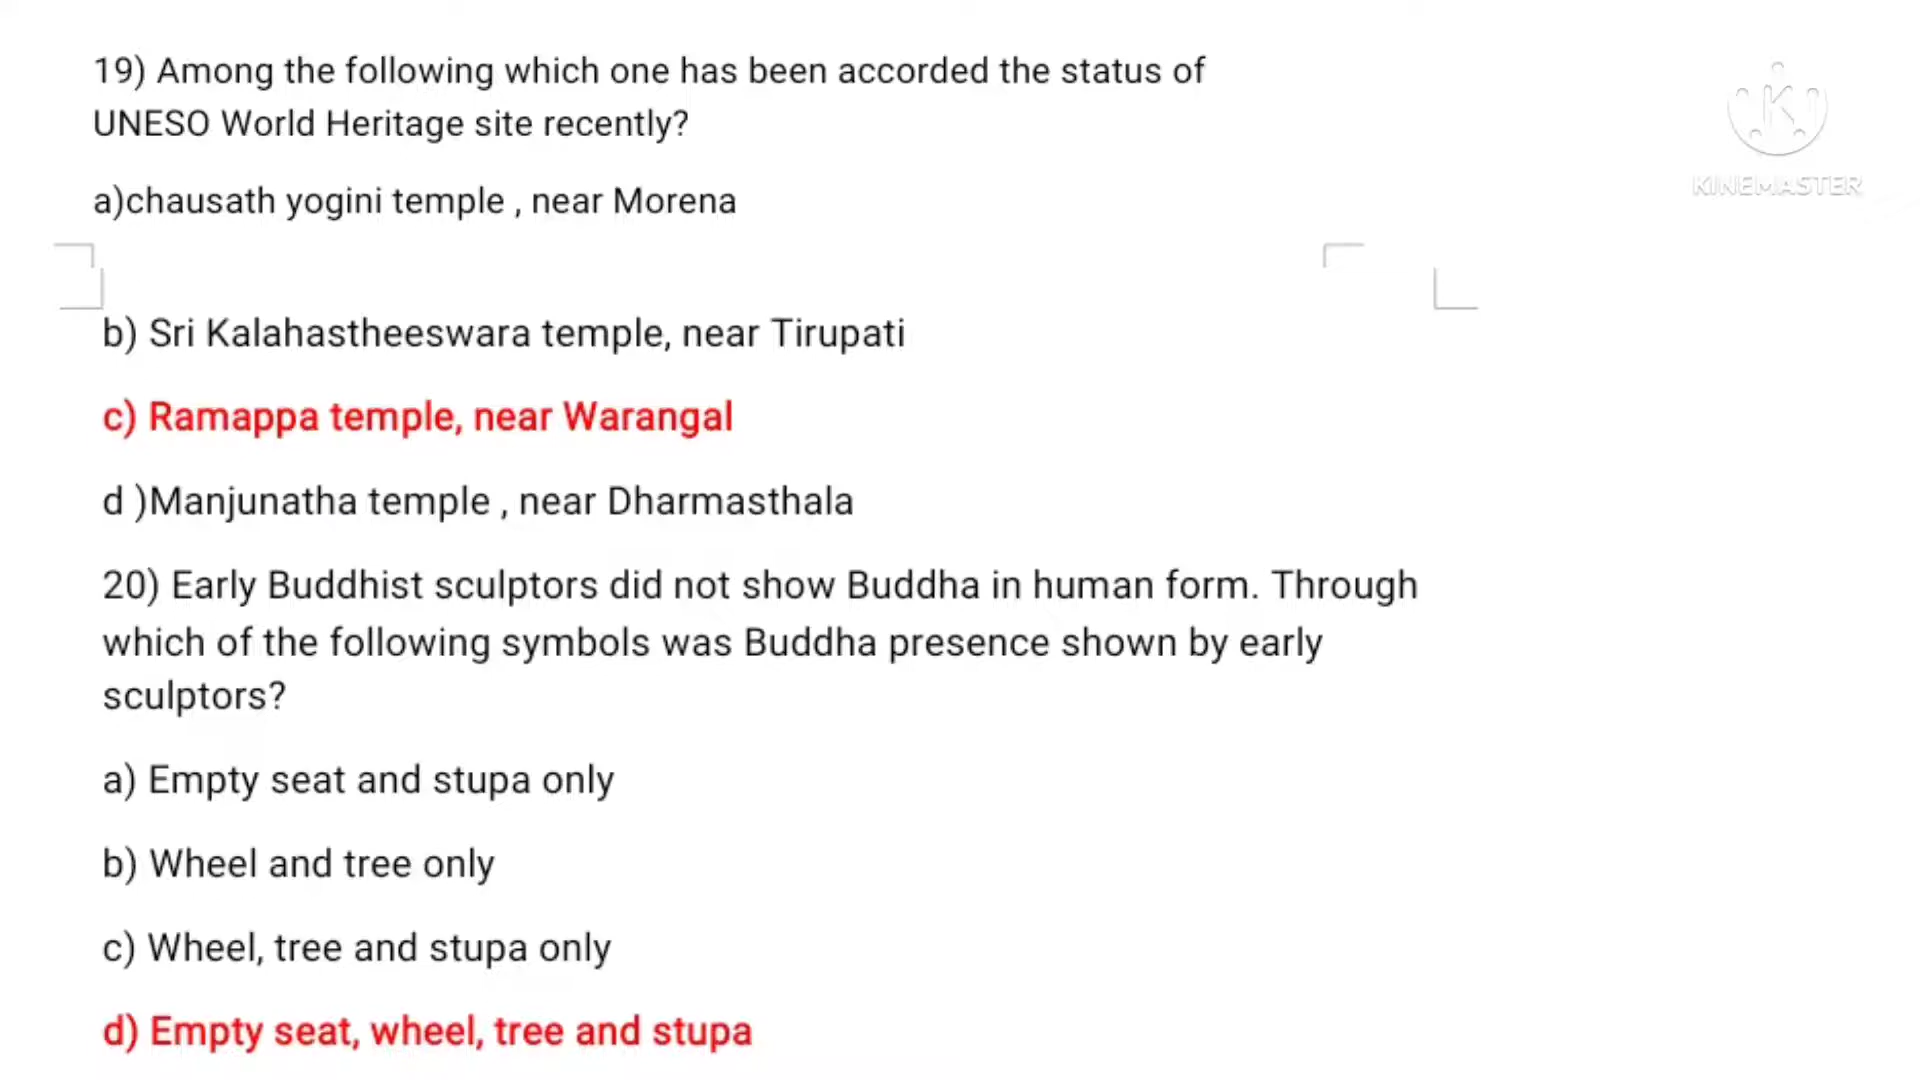 19) Among the following which one has been accorded the status of
UNESO World Heritage site recently?
a)chausath yogini temple , near Morena
b) Sri Kalahastheeswara temple, near Tirupati
c) Ramappa temple, near Warangal
d )Manjunatha temple , near Dharmasthala
20) Early Buddhist sculptors did not show Buddha in human form. Through
which of the following symbols was Buddha presence shown by early
sculptors?
a) Empty seat and stupa only
b) Wheel and tree only
c) Wheel, tree and stupa only
d) Empty seat, wheel, tree and stupa
K
KINEMASTER